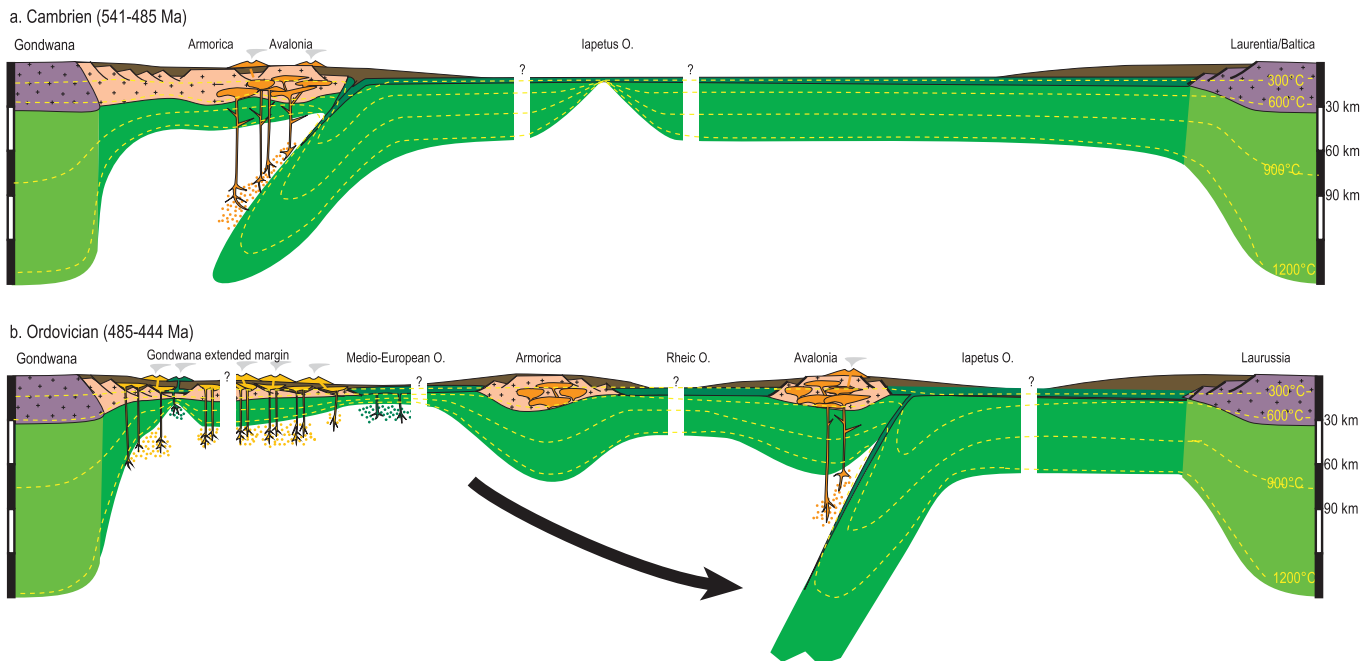 a. Cambrien (541-485 Ma)
Gondwana
Armorica
Avalonia
Iapetus O.
Laurentia/Baltica
?
?
300°C
600°C
30 km
60 km
900°C
90 km
1200°C
b. Ordovician (485-444 Ma)
Gondwana
Gondwana extended margin
Medio-European O.
Armorica
Rheic O.
Avalonia
Iapetus O.
Laurussia
?
?
?
?
300°C
600°C
30 km
60 km
900°C
90 km
1200°C